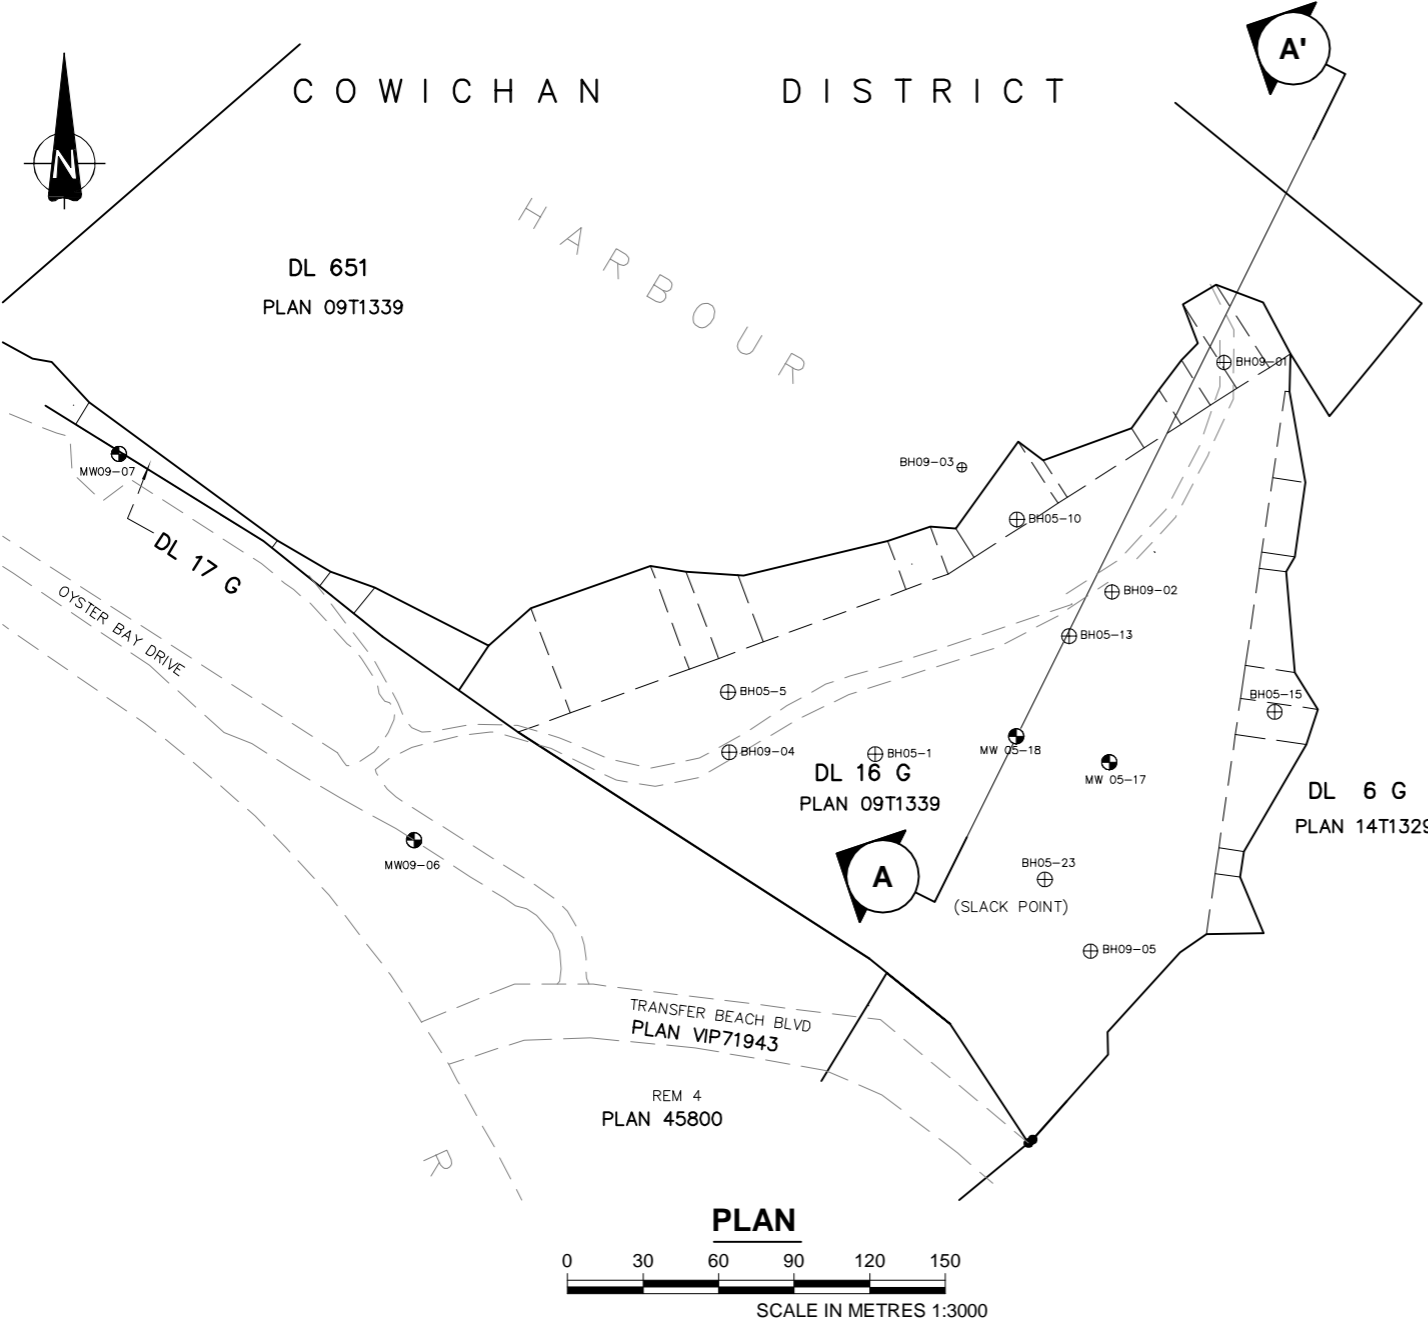 A'
COWICHAN DISTRICT
N
HARBOUR
DL 651
PLAN 09T1339
BH09-01
BH09-03
MW09-07
BH05-10
DL 17 G
BH09-02
OYSTER BAY DRIVE
BH05-13
BH05-5
BH05-15
BH09-04
BH05-1
MW 05-18
DL 16 G
MW 05-17
PLAN 09T1339
DL 6 G
PLAN 14T1329
MW09-06
BH05-23
A
(SLACK POINT)
BH09-05
TRANSFER BEACH BLVD
PLAN VIP71943
REM 4
PLAN 45800
R
PLAN
0 30 60 90 120 150
SCALE IN METRES 1:3000